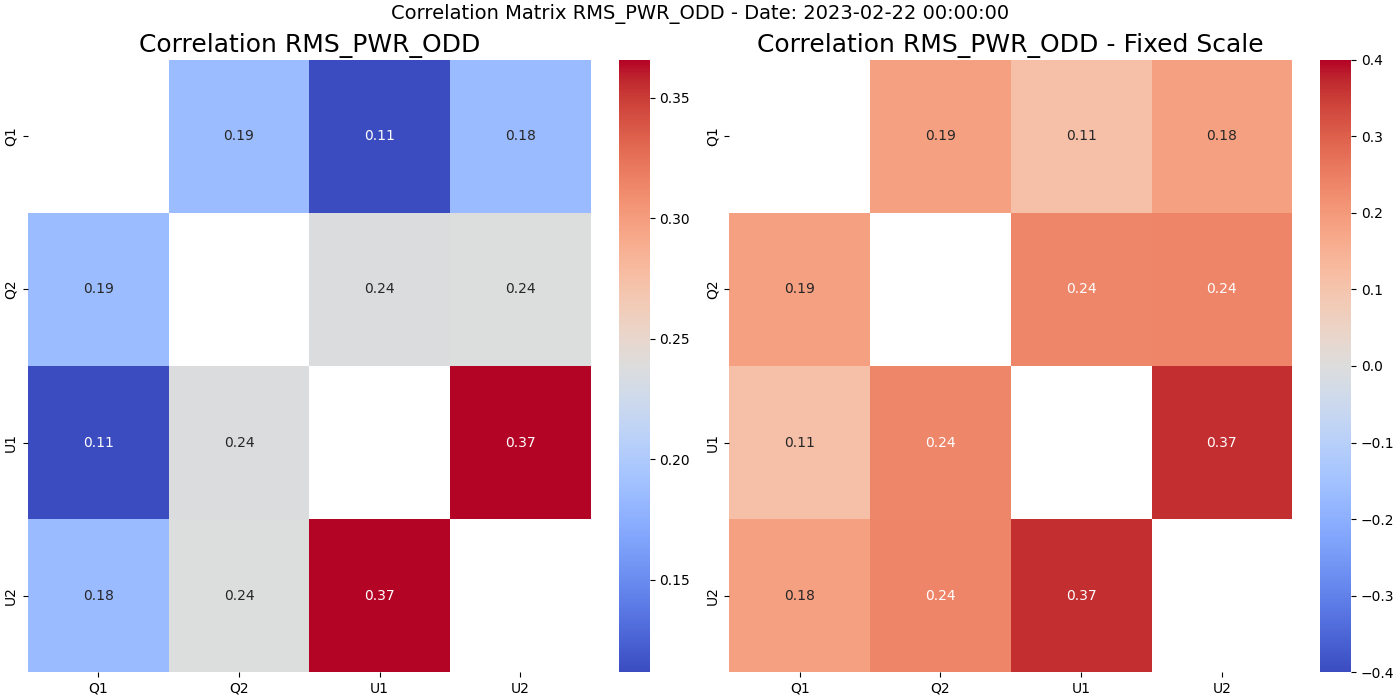 Correlation Matrix RMS_PWR_ODD - Date: 2023-02-22 00:00:00
Correlation RMS_PWR_ODD
Q1
0.19
0.11
0.18
Q2
0.19
0.24
0.24
U1
0.11
0.24
0.37
U2
0.18
0.24
0.37
Q1
Q2
U1
U2
0.35
0.30
0.25
0.20
0.15
Correlation RMS_PWR_ODD - Fixed Scale
Q1
0.19
0.11
0.18
Q2
0.19
0.24
0.24
U1
0.11
0.24
0.37
U2
0.18
0.24
0.37
Q1
Q2
U1
U2
0.4
0.3
0.2
0.1
0.0
−0.1
−0.2
−0.3
−0.4